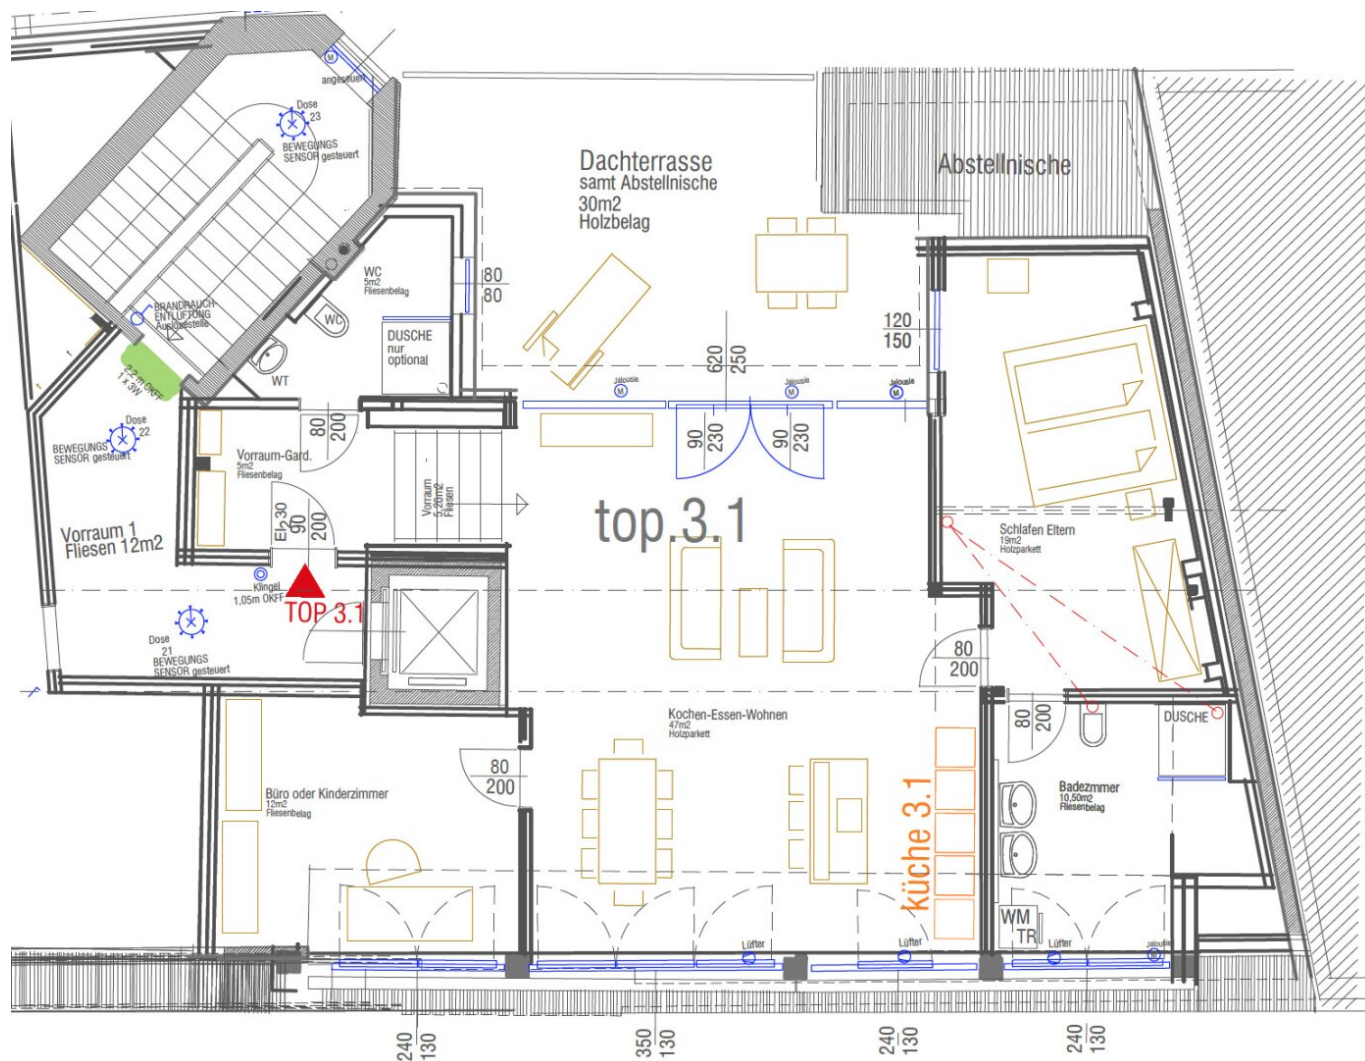 angesteuert
Dose
23
BEWEGUNGS
SENSOR gesteuert
Dachterrasse
samt Abstellnische
30m2
Holzbelag
Abstellnische
WC
5m2
Fliesenbelag
80
80
BRANDRAUCH
ENTLÜFTUNG
Auslösestelle
WC
DUSCHE
nur
optional
WT
120
150
620
250
2.2 m OKFF
1 x 3W
Jalousie
M
Jalousie
M
Jalousie
M
M
Dose
22
BEWEGUNGS
SENSOR gesteuert
80
200
90
230
90
230
Vorraum-Gard.
5m2
Fliesenbelag
Vorraum
5,20m2
Fliesen
EI₂30
90
200
top.3.1
Vorraum 1
Fliesen 12m2
Schlafen Eltern
19m2
Holzparkett
Klingel
1,05m OKFF
TOP 3.1
Dose
21
BEWEGUNGS
SENSOR gesteuert
80
200
Kochen-Essen-Wohnen
47m2
Holzparkett
80
200
DUSCHE
80
200
Büro oder Kinderzimmer
12m2
Fliesenbelag
Badezmmer
10,50m2
Fliesenbelag
küche 3.1
WM
TR
Lüfter
Lüfter
Lüfter
Jalousie
M
240
130
350
130
240
130
240
130